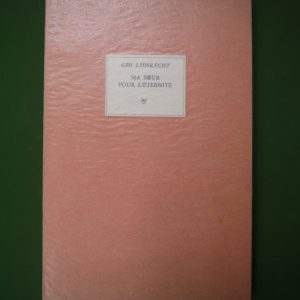 GEO LIBBRECHT
MA SŒUR
POUR L'ÉTERNITÉ